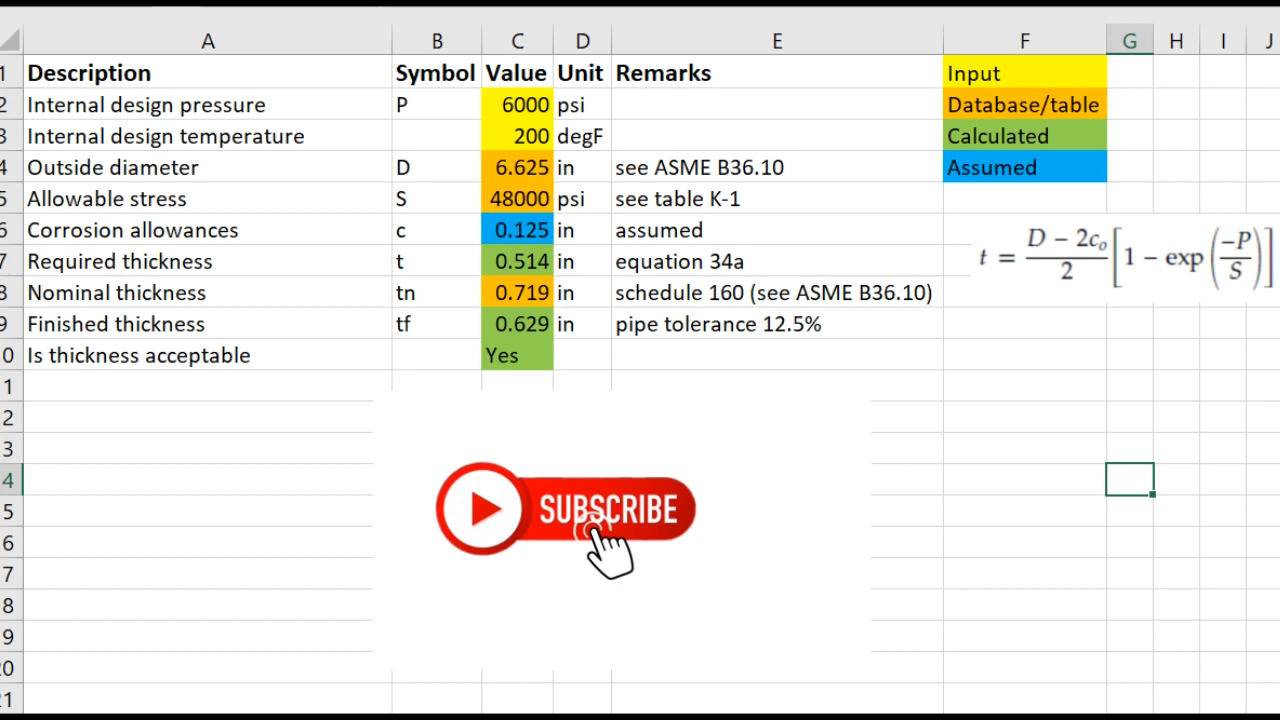 A B C D E F G H I J
1 Description Symbol Value Unit Remarks Input
2 Internal design pressure P 6000 psi Database/table
3 Internal design temperature 200 degF Calculated
4 Outside diameter D 6.625 in see ASME B36.10 Assumed
5 Allowable stress S 48000 psi see table K-1
6 Corrosion allowances c 0.125 in assumed
7 Required thickness t 0.514 in equation 34a
8 Nominal thickness tn 0.719 in schedule 160 (see ASME B36.10)
9 Finished thickness tf 0.629 in pipe tolerance 12.5%
0 Is thickness acceptable Yes
t = D − 2cₒ / 2 [1 − exp (−P / S)]
1
2
3
4
5
SUBSCRIBE
6
7
8
9
20
21